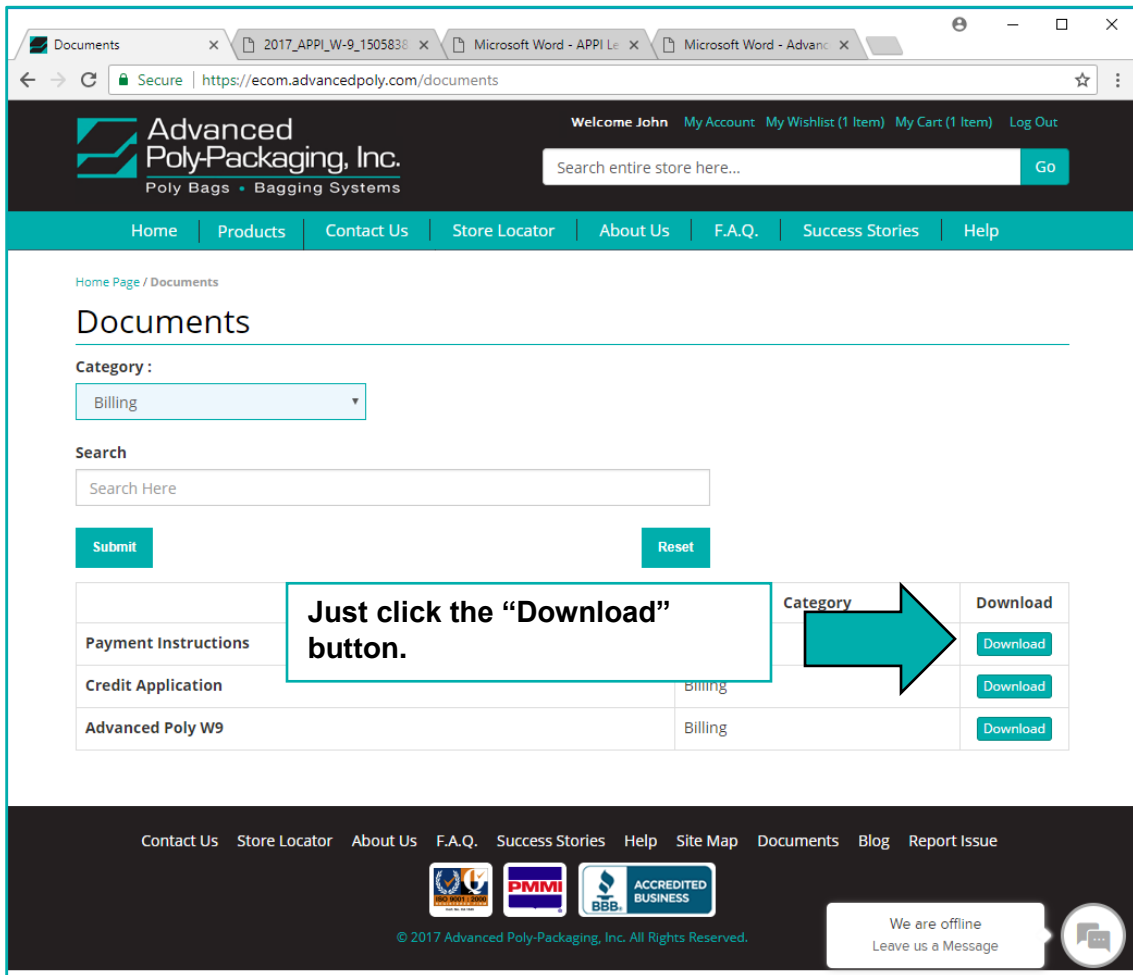 Documents
2017_APPI_W-9_1505838
Microsoft Word - APPI Le
Microsoft Word - Advanc
Secure | https://ecom.advancedpoly.com/documents
Welcome John My Account My Wishlist (1 Item) My Cart (1 Item) Log Out
Advanced
Poly-Packaging, Inc.
Poly Bags • Bagging Systems
Search entire store here...
Go
Home Products Contact Us Store Locator About Us F.A.Q. Success Stories Help
Home Page / Documents
Documents
Category :
Billing
Search
Search Here
Submit Reset
Just click the “Download”
button.
Category Download
Payment Instructions Download
Credit Application Billing Download
Advanced Poly W9 Billing Download
Contact Us Store Locator About Us F.A.Q. Success Stories Help Site Map Documents Blog Report Issue
ISO 9001 : 2000
PMMI
BBB.
ACCREDITED
BUSINESS
© 2017 Advanced Poly-Packaging, Inc. All Rights Reserved.
We are offline
Leave us a Message